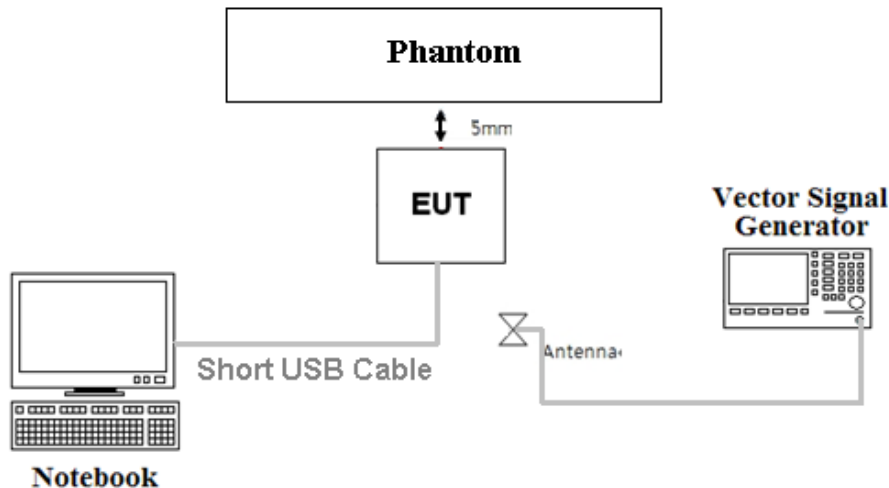 Phantom
5mm
EUT
Vector Signal
Generator
Short USB Cable
Antenna
Notebook